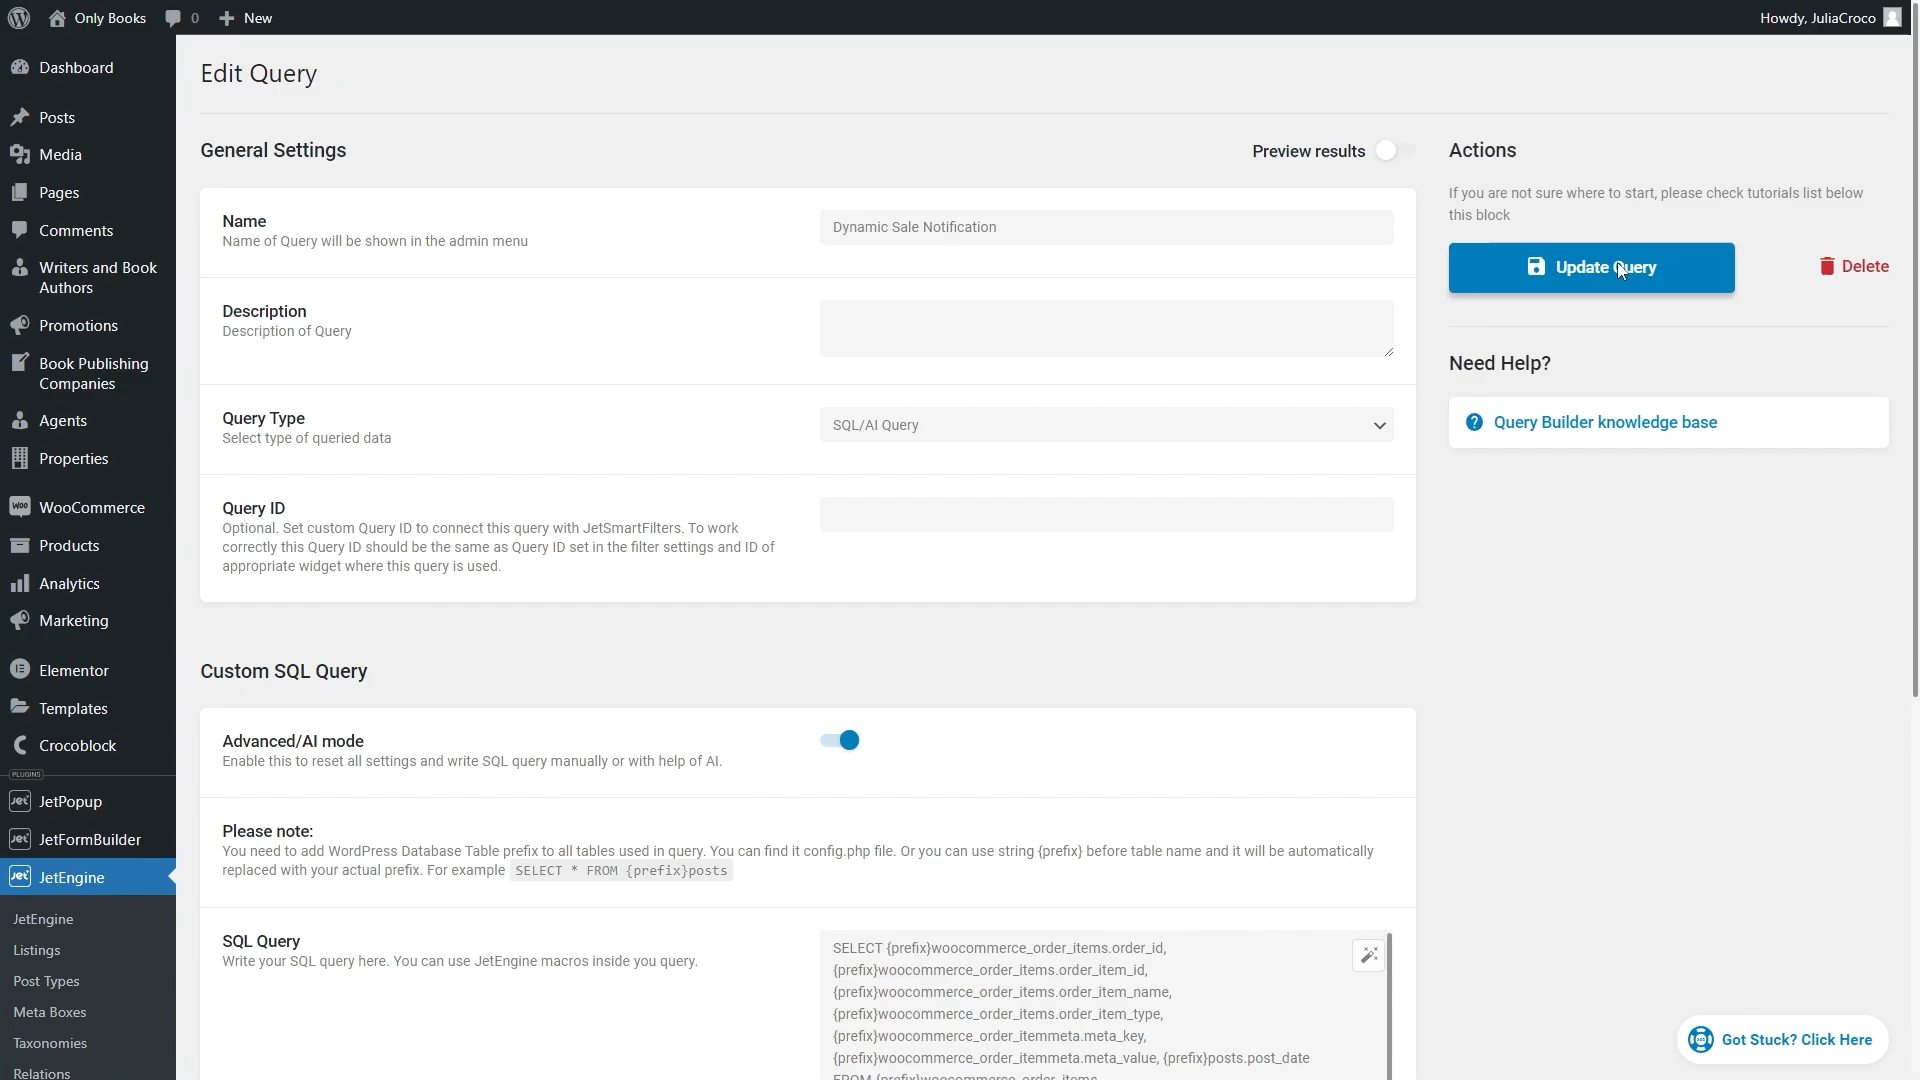 Only Books
0
New
Howdy, JuliaCroco
Dashboard
Posts
Media
Pages
Comments
Writers and Book
Authors
Promotions
Book Publishing
Companies
Agents
Properties
WooCommerce
Products
Analytics
Marketing
Elementor
Templates
Crocoblock
PLUGINS
JetPopup
JetFormBuilder
JetEngine
JetEngine
Listings
Post Types
Meta Boxes
Taxonomies
Relations
Edit Query
General Settings
Preview results
Name
Name of Query will be shown in the admin menu
Dynamic Sale Notification
Description
Description of Query
Query Type
Select type of queried data
SQL/AI Query
Query ID
Optional. Set custom Query ID to connect this query with JetSmartFilters. To work
correctly this Query ID should be the same as Query ID set in the filter settings and ID of
appropriate widget where this query is used.
Custom SQL Query
Advanced/AI mode
Enable this to reset all settings and write SQL query manually or with help of AI.
Please note:
You need to add WordPress Database Table prefix to all tables used in query. You can find it config.php file. Or you can use string {prefix} before table name and it will be automatically
replaced with your actual prefix. For example SELECT * FROM {prefix}posts
SQL Query
Write your SQL query here. You can use JetEngine macros inside you query.
SELECT {prefix}woocommerce_order_items.order_id,
{prefix}woocommerce_order_items.order_item_id,
{prefix}woocommerce_order_items.order_item_name,
{prefix}woocommerce_order_items.order_item_type,
{prefix}woocommerce_order_itemmeta.meta_key,
{prefix}woocommerce_order_itemmeta.meta_value, {prefix}posts.post_date
FROM {prefix}woocommerce_order_items
Actions
If you are not sure where to start, please check tutorials list below
this block
Update Query
Delete
Need Help?
Query Builder knowledge base
Got Stuck? Click Here